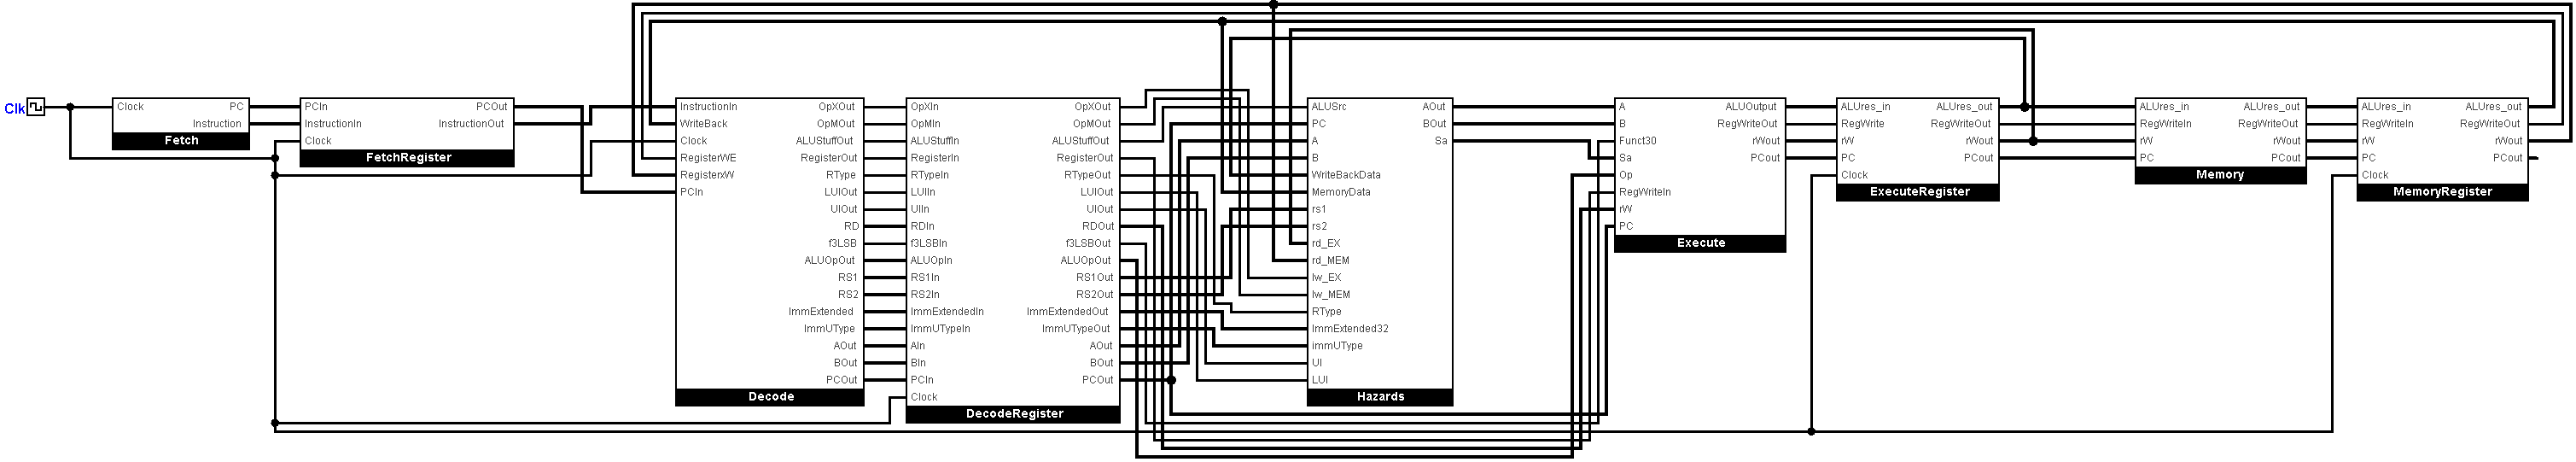 Clk
Clock PC
Instruction
Fetch
PCIn PCOut
InstructionIn InstructionOut
Clock
FetchRegister
InstructionIn OpXOut
WriteBack OpMOut
Clock ALUStuffOut
RegisterWE RegisterOut
RegisterxW RType
PCIn LUIOut
UIOut
RD
f3LSB
ALUOpOut
RS1
RS2
ImmExtended
ImmUType
AOut
BOut
PCOut
Decode
OpXIn OpXOut
OpMIn OpMOut
ALUStuffIn ALUStuffOut
RegisterIn RegisterOut
RTypeIn RTypeOut
LUIIn LUIOut
UIIn UIOut
RDIn RDOut
f3LSBIn f3LSBOut
ALUOpIn ALUOpOut
RS1In RS1Out
RS2In RS2Out
ImmExtendedIn ImmExtendedOut
ImmUTypeIn ImmUTypeOut
AIn AOut
BIn BOut
PCIn PCOut
Clock
DecodeRegister
ALUSrc AOut
PC BOut
A Sa
B
WriteBackData
MemoryData
rs1
rs2
rd_EX
rd_MEM
lw_EX
lw_MEM
RType
ImmExtended32
immUType
UI
LUI
Hazards
A ALUOutput
B RegWriteOut
Funct30 rWout
Sa PCout
Op
RegWriteIn
rW
PC
Execute
ALUres_in ALUres_out
RegWrite RegWriteOut
rW rWout
PC PCout
Clock
ExecuteRegister
ALUres_in ALUres_out
RegWriteIn RegWriteOut
rW rWout
PC PCout
Memory
ALUres_in ALUres_out
RegWriteIn RegWriteOut
rW rWout
PC PCout
Clock
MemoryRegister